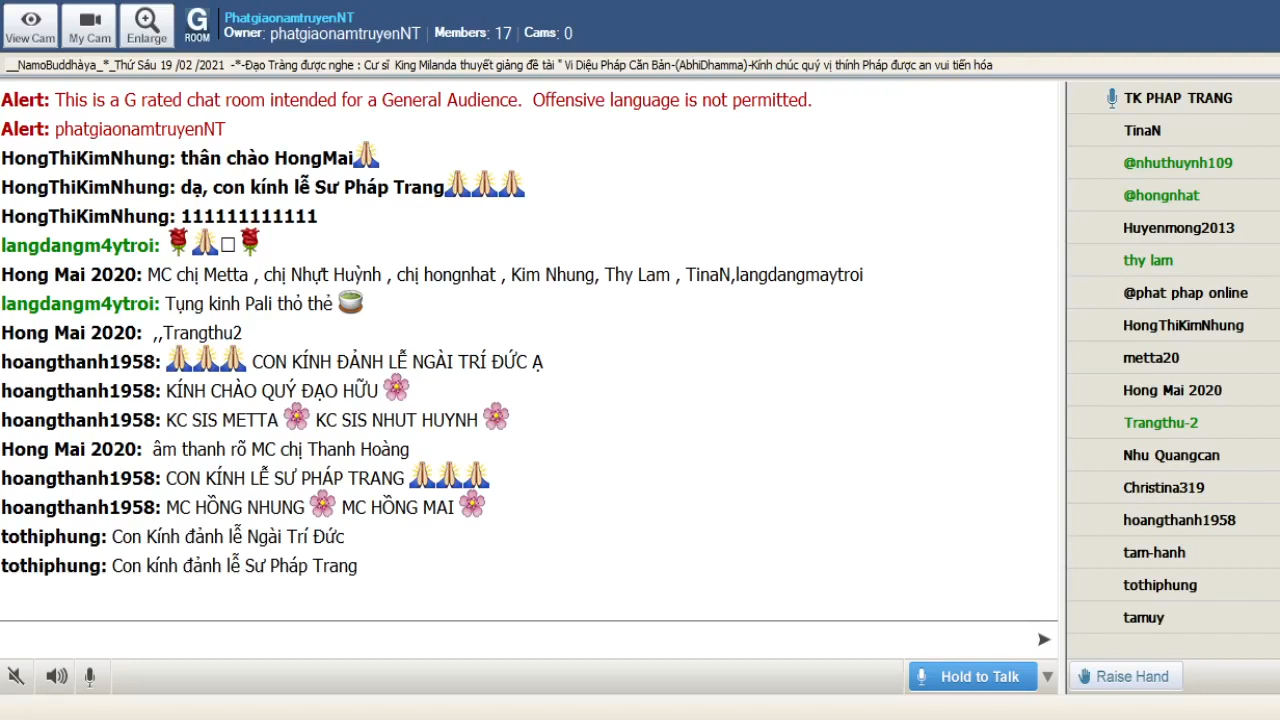 View Cam
My Cam
Enlarge
G
ROOM
PhatgiaonamtruyenNT
Owner: phatgiaonamtruyenNT | Members: 17 | Cams: 0
__NamoBuddhàya_*_Thứ Sáu 19 /02 /2021 -*-Đạo Tràng được nghe : Cư sĩ King Milanda thuyết giảng đề tài " Vi Diệu Pháp Căn Bản-(AbhiDhamma)-Kính chúc quý vị thính Pháp được an vui tiến hóa
Alert: This is a G rated chat room intended for a General Audience. Offensive language is not permitted.
Alert: phatgiaonamtruyenNT
HongThiKimNhung: thân chào HongMai
HongThiKimNhung: dạ, con kính lễ Sư Pháp Trang
HongThiKimNhung: 111111111111
langdangm4ytroi:
Hong Mai 2020: MC chị Metta , chị Nhựt Huỳnh , chị hongnhat , Kim Nhung, Thy Lam , TinaN,langdangmaytroi
langdangm4ytroi: Tụng kinh Pali thỏ thẻ
Hong Mai 2020: ,,Trangthu2
hoangthanh1958: CON KÍNH ĐẢNH LỄ NGÀI TRÍ ĐỨC Ạ
hoangthanh1958: KÍNH CHÀO QUÝ ĐẠO HỮU
hoangthanh1958: KC SIS METTA KC SIS NHUT HUYNH
Hong Mai 2020: âm thanh rõ MC chị Thanh Hoàng
hoangthanh1958: CON KÍNH LỄ SƯ PHÁP TRANG
hoangthanh1958: MC HỒNG NHUNG MC HỒNG MAI
tothiphung: Con Kính đảnh lễ Ngài Trí Đức
tothiphung: Con kính đảnh lễ Sư Pháp Trang
Hold to Talk
TK PHAP TRANG
TinaN
@nhuthuynh109
@hongnhat
Huyenmong2013
thy lam
@phat phap online
HongThiKimNhung
metta20
Hong Mai 2020
Trangthu-2
Nhu Quangcan
Christina319
hoangthanh1958
tam-hanh
tothiphung
tamuy
Raise Hand